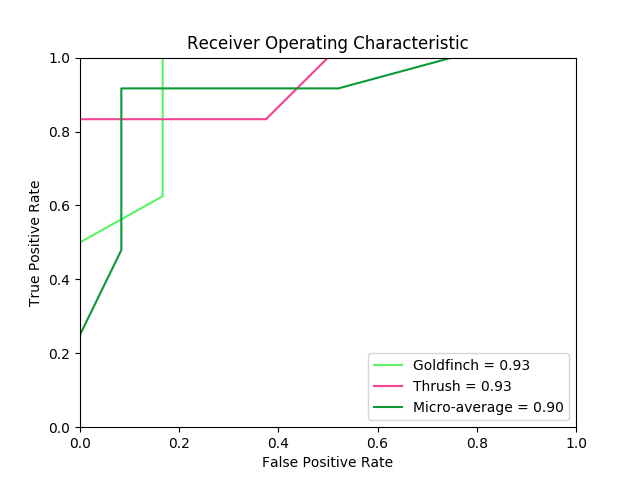 Receiver Operating Characteristic
1.0
0.8
0.6
0.4
0.2
0.0
True Positive Rate
Goldfinch = 0.93
Thrush = 0.93
Micro-average = 0.90
0.0 0.2 0.4 0.6 0.8 1.0
False Positive Rate